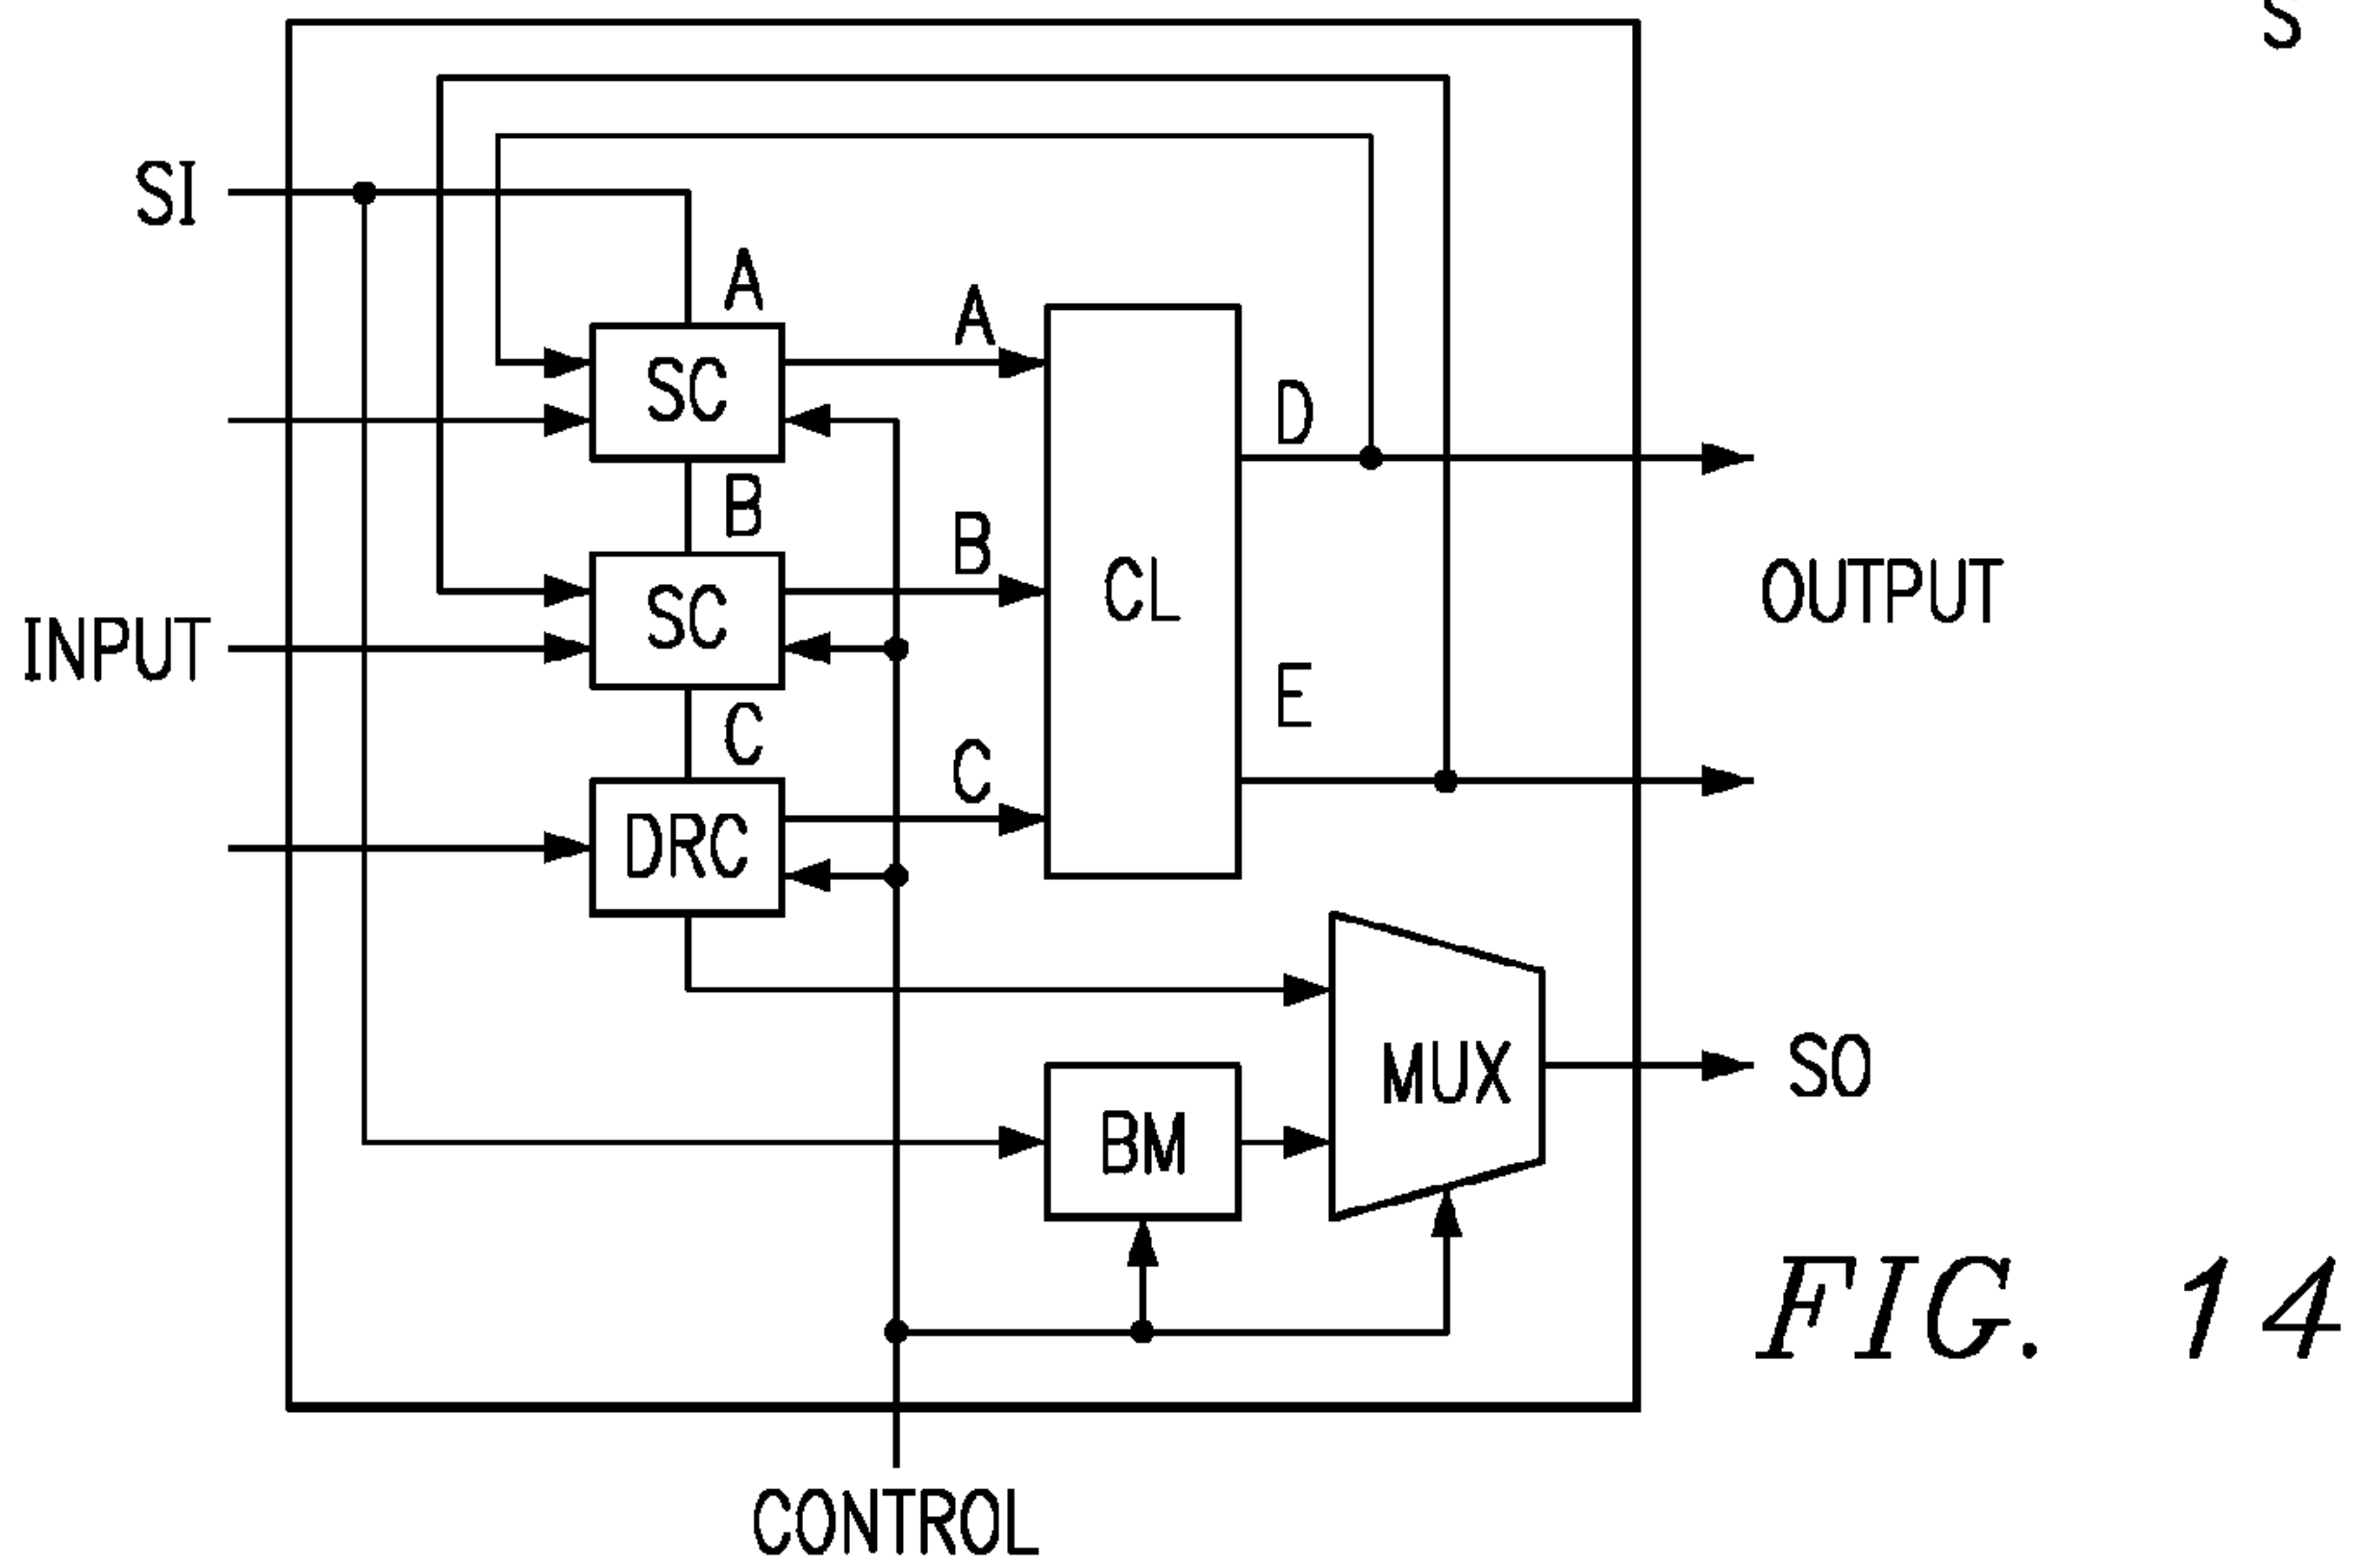 S
SI
A
A
SC
D
B
B
CL
OUTPUT
SC
INPUT
E
C
C
DRC
MUX
SO
BM
FIG. 14
CONTROL